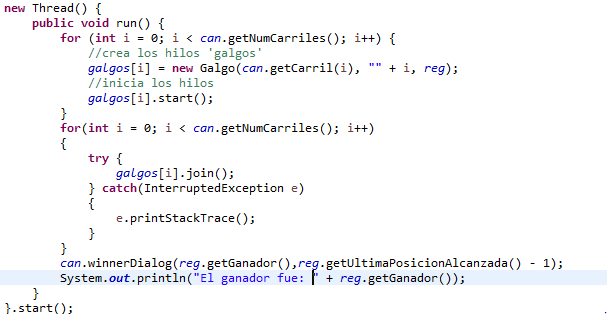 new Thread() {
public void run() {
for (int i = 0; i < can.getNumCarriles(); i++) {
//crea los hilos 'galgos'
galgos[i] = new Galgo(can.getCarril(i), "" + i, reg);
//inicia los hilos
galgos[i].start();
}
for(int i = 0; i < can.getNumCarriles(); i++)
{
try {
galgos[i].join();
} catch(InterruptedException e)
{
e.printStackTrace();
}
}
can.winnerDialog(reg.getGanador(),reg.getUltimaPosicionAlcanzada() - 1);
System.out.println("El ganador fue: " + reg.getGanador());
}
}.start();